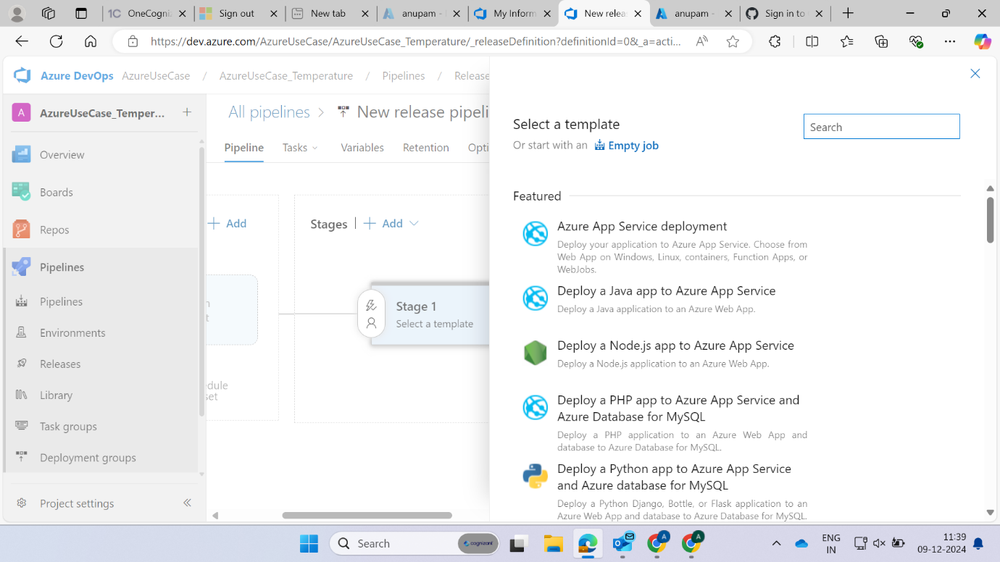 1C OneCogniz
Sign out
New tab
anupam -
My Inform
New relea
anupam -
Sign in to
https://dev.azure.com/AzureUseCase/AzureUseCase_Temperature/_releaseDefinition?definitionId=0&_a=acti...
Azure DevOps AzureUseCase / AzureUseCase_Temperature / Pipelines / Release
A AzureUseCase_Temper...
Overview
Boards
Repos
Pipelines
Pipelines
Environments
Releases
Library
Task groups
Deployment groups
Project settings
All pipelines > New release pipeli
Pipeline Tasks Variables Retention Opti
Add
Stages | Add
Stage 1
Select a template
Select a template
Or start with an Empty job
Search
Featured
Azure App Service deployment
Deploy your application to Azure App Service. Choose from
Web App on Windows, Linux, containers, Function Apps, or
WebJobs.
Deploy a Java app to Azure App Service
Deploy a Java application to an Azure Web App.
Deploy a Node.js app to Azure App Service
Deploy a Node.js application to an Azure Web App.
Deploy a PHP app to Azure App Service and
Azure Database for MySQL
Deploy a PHP application to an Azure Web App and
database to Azure Database for MySQL.
Deploy a Python app to Azure App Service
and Azure database for MySQL
Deploy a Python Django, Bottle, or Flask application to an
Azure Web App and database to Azure Database for MySQL.
Search
cognizant
A
A
ENG
IN
11:39
09-12-2024